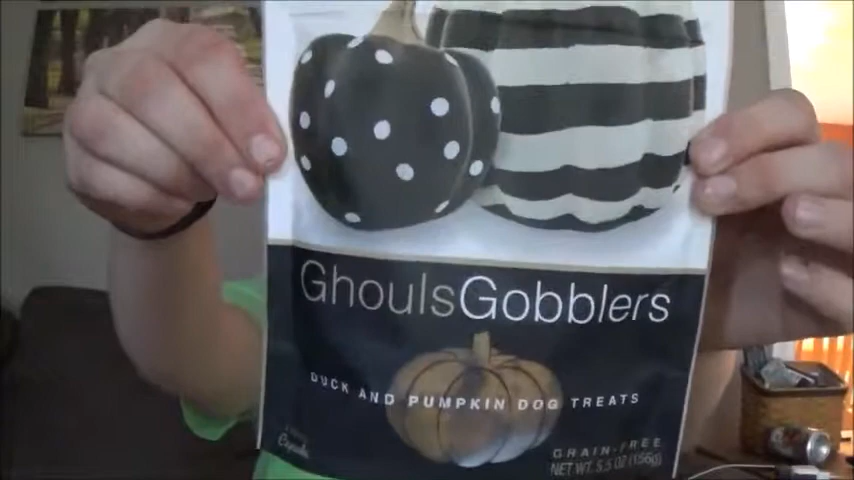 GhoulsGobblers
DUCK AND PUMPKIN DOG TREATS
GRAIN-FREE
NET WT. 5.5 OZ (156g)